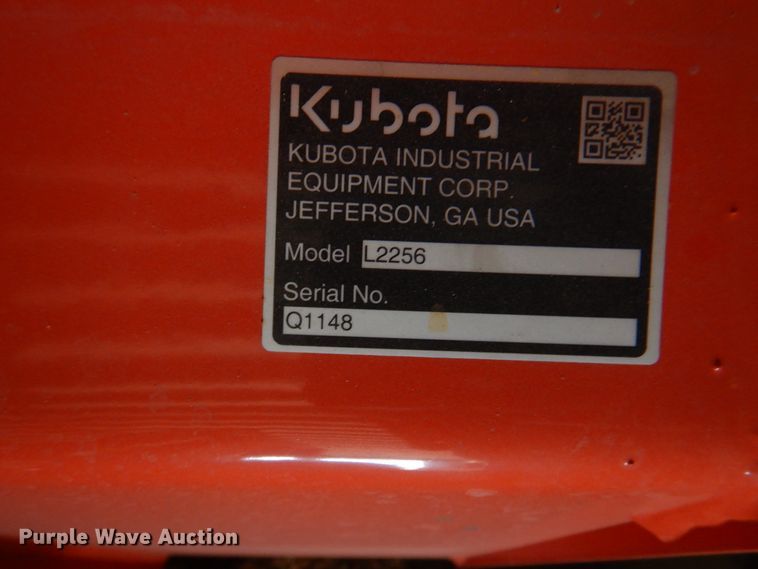 Kubota
KUBOTA INDUSTRIAL
EQUIPMENT CORP.
JEFFERSON, GA USA
Model L2256
Serial No.
Q1148
Purple Wave Auction